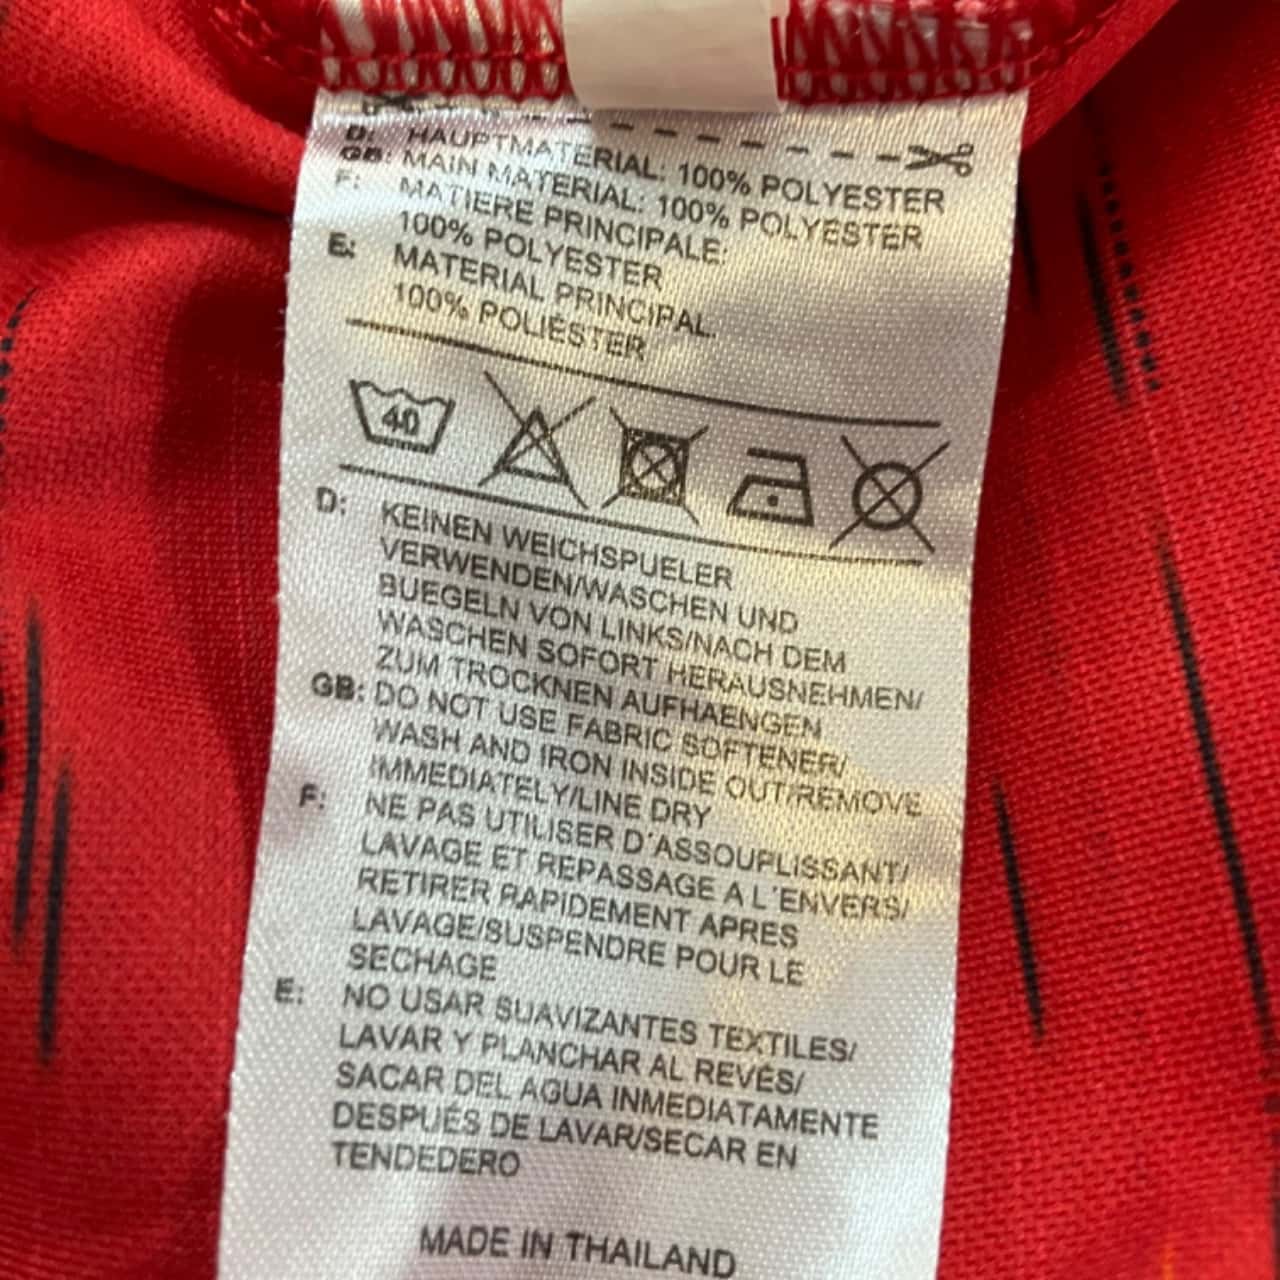 D: HAUPTMATERIAL: 100% POLYESTER
GB: MAIN MATERIAL: 100% POLYESTER
F: MATIERE PRINCIPALE:
100% POLYESTER
E: MATERIAL PRINCIPAL:
100% POLIÉSTER
40
D: KEINEN WEICHSPUELER
VERWENDEN/WASCHEN UND
BUEGELN VON LINKS/NACH DEM
WASCHEN SOFORT HERAUSNEHMEN/
ZUM TROCKNEN AUFHAENGEN
GB: DO NOT USE FABRIC SOFTENER/
WASH AND IRON INSIDE OUT/REMOVE
IMMEDIATELY/LINE DRY
F: NE PAS UTILISER D'ASSOUPLISSANT/
LAVAGE ET REPASSAGE A L'ENVERS/
RETIRER RAPIDEMENT APRES
LAVAGE/SUSPENDRE POUR LE
SECHAGE
E: NO USAR SUAVIZANTES TEXTILES/
LAVAR Y PLANCHAR AL REVÉS/
SACAR DEL AGUA INMEDIATAMENTE
DESPUÉS DE LAVAR/SECAR EN
TENDEDERO
MADE IN THAILAND